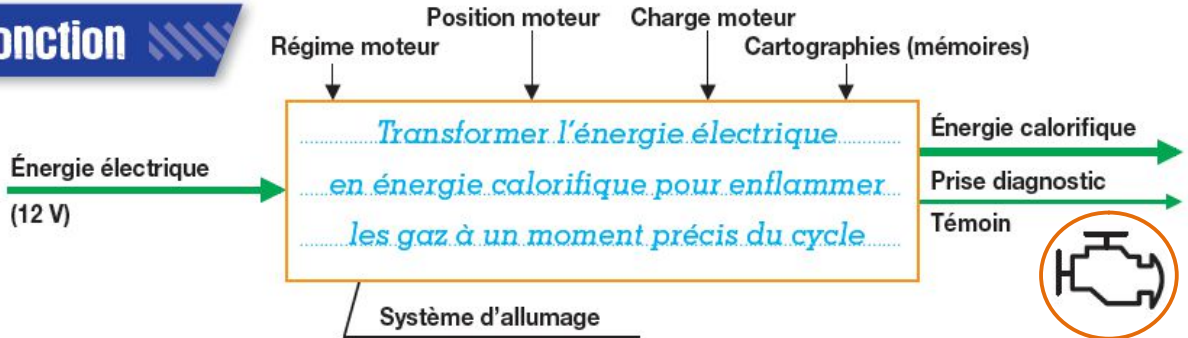 onction
Position moteur
Charge moteur
Régime moteur
Cartographies (mémoires)
Transformer l'énergie électrique
en énergie calorifique pour enflammer
les gaz à un moment précis du cycle
Énergie électrique
(12 V)
Énergie calorifique
Prise diagnostic
Témoin
Système d'allumage